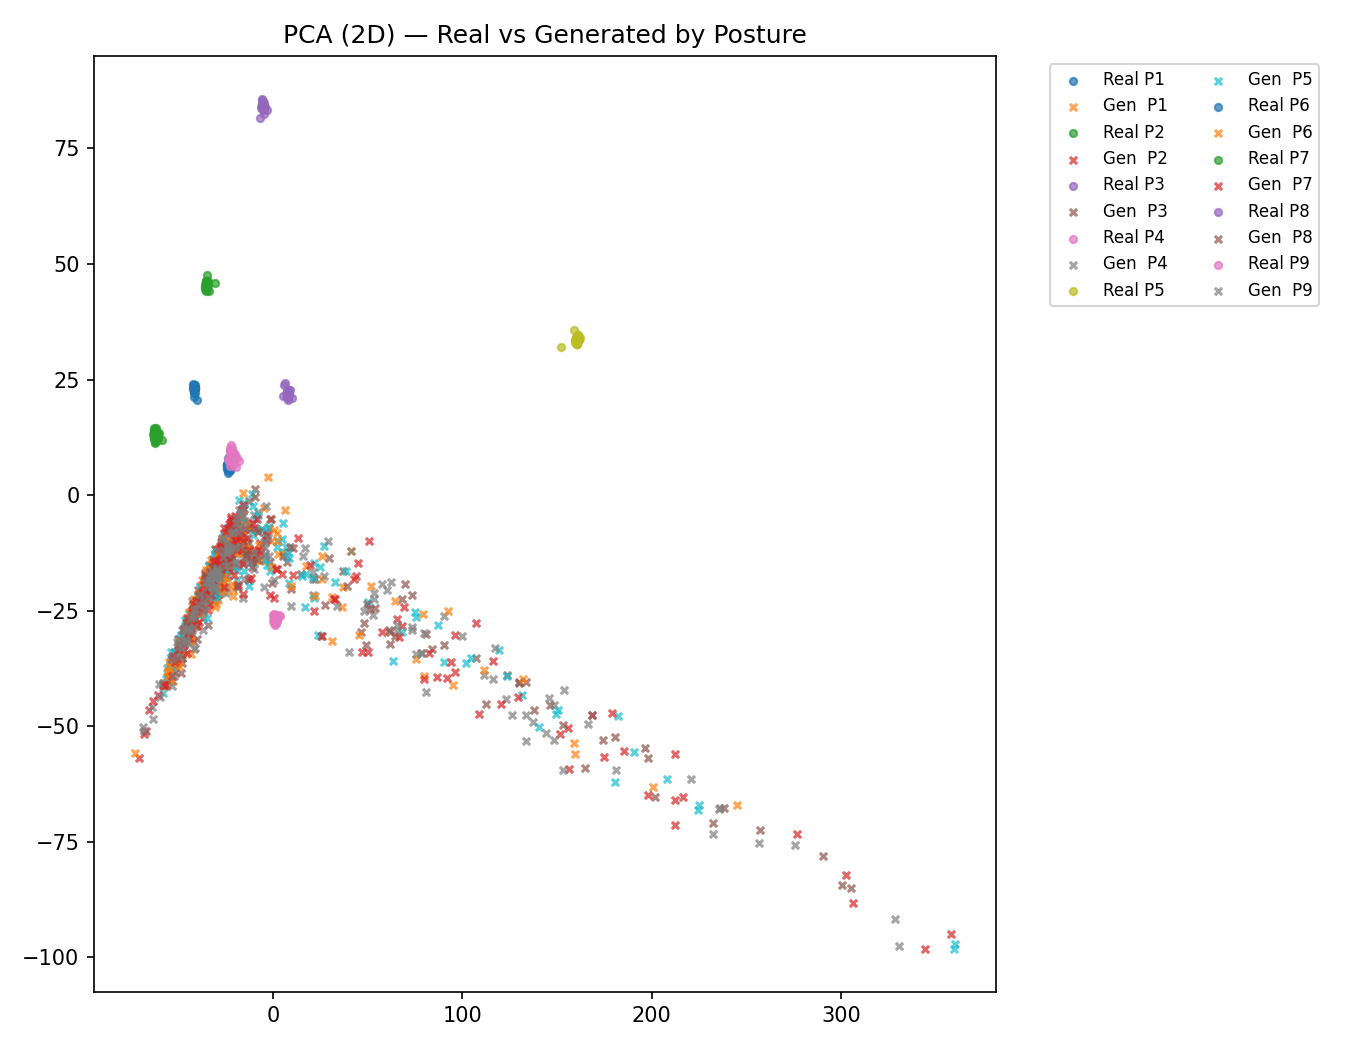 PCA (2D) — Real vs Generated by Posture
75
50
25
0
−25
−50
−75
−100
0
100
200
300
Real P1
Gen P1
Real P2
Gen P2
Real P3
Gen P3
Real P4
Gen P4
Real P5
Gen P5
Real P6
Gen P6
Real P7
Gen P7
Real P8
Gen P8
Real P9
Gen P9